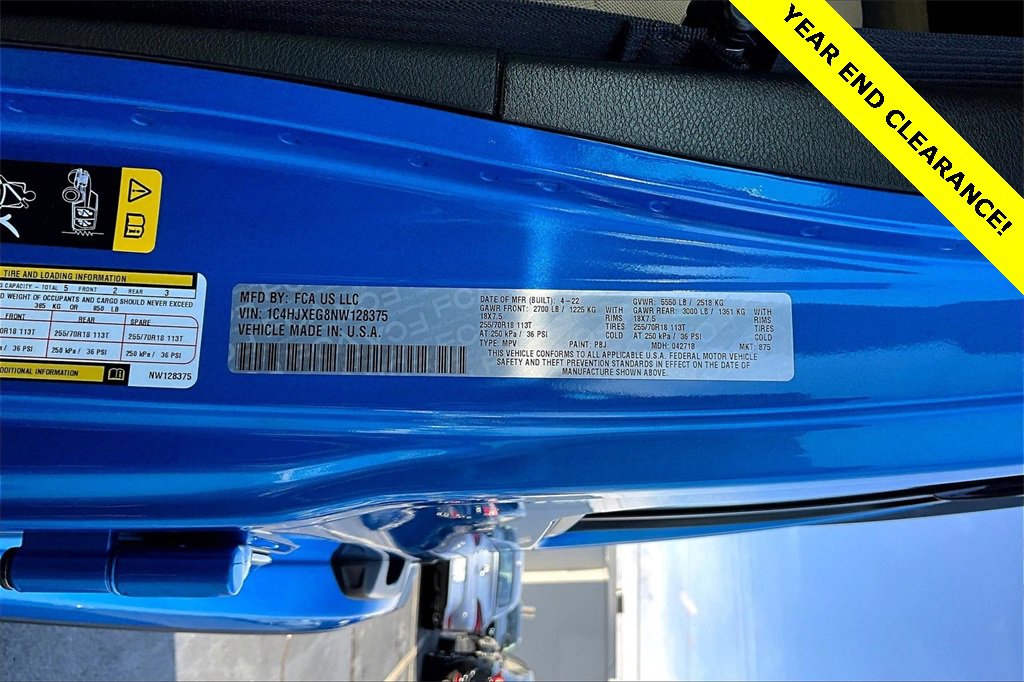 YEAR END CLEARANCE!
TIRE AND LOADING INFORMATION
CAPACITY - TOTAL 5 FRONT 2 REAR 3
WEIGHT OF OCCUPANTS AND CARGO SHOULD NEVER EXCEED
385 KG OR 850 LB
REAR SPARE
70R18 113T 255/70R18 113T 255/70R18 113T
/ 36 PSI 250 kPa / 36 PSI 250 kPa / 36 PSI
INFORMATION
NW128375
MFD BY: FCA US LLC
VIN: 1C4HJXEG8NW128375
VEHICLE MADE IN: U.S.A.
DATE OF MFR (BUILT): 4-22 GVWR: 5550 LB / 2518 KG
GAWR FRONT: 2700 LB / 1225 KG WITH GAWR REAR: 3000 LB / 1361 KG WITH
18X7.5 RIMS 18X7.5 RIMS
255/70R18 113T TIRES 255/70R18 113T TIRES
AT 250 kPa / 36 PSI COLD AT 250 kPa / 36 PSI COLD
TYPE: MPV PAINT: PBJ MDH: 042718 MKT: 875
THIS VEHICLE CONFORMS TO ALL APPLICABLE U.S.A. FEDERAL MOTOR VEHICLE
SAFETY AND THEFT PREVENTION STANDARDS IN EFFECT ON THE DATE OF
MANUFACTURE SHOWN ABOVE.